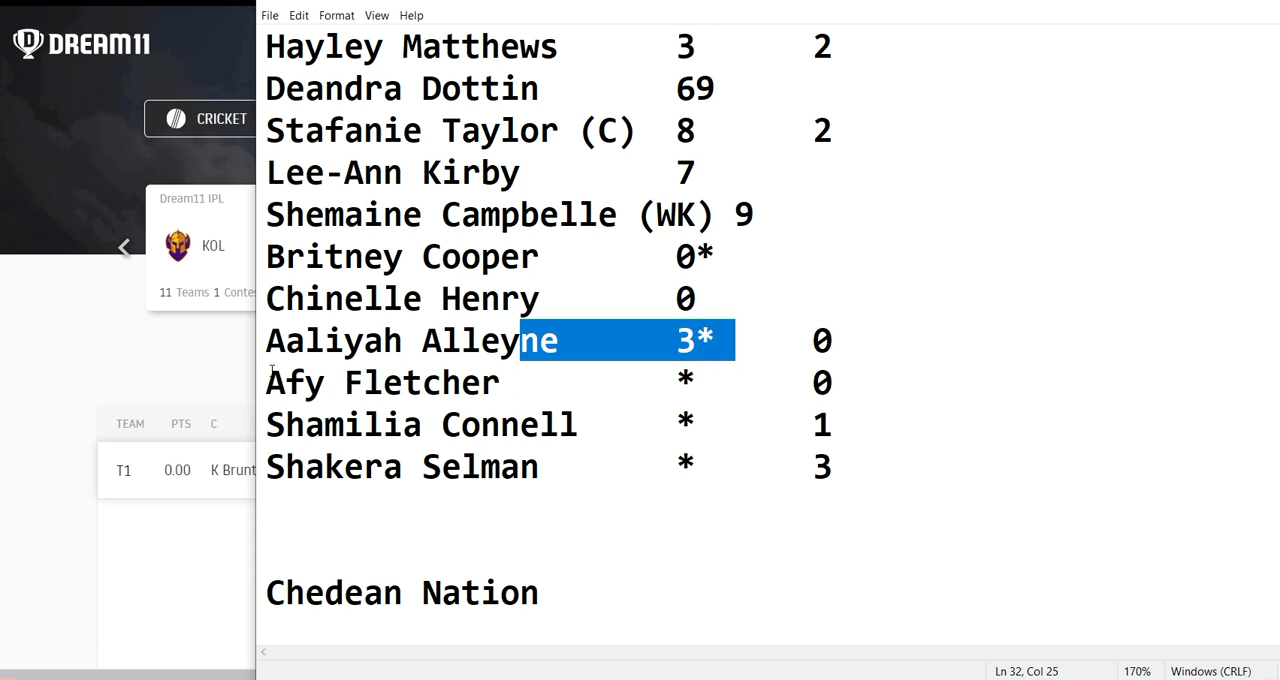 File Edit Format View Help
DREAM11
CRICKET
Dream11 IPL
KOL
11 Teams 1 Contes
TEAM PTS C
T1 0.00 K Brunt
Hayley Matthews 3 2
Deandra Dottin 69
Stafanie Taylor (C) 8 2
Lee-Ann Kirby 7
Shemaine Campbelle (WK) 9
Britney Cooper 0*
Chinelle Henry 0
Aaliyah Alleyne 3* 0
Afy Fletcher * 0
Shamilia Connell * 1
Shakera Selman * 3
Chedean Nation
Ln 32, Col 25 170% Windows (CRLF)